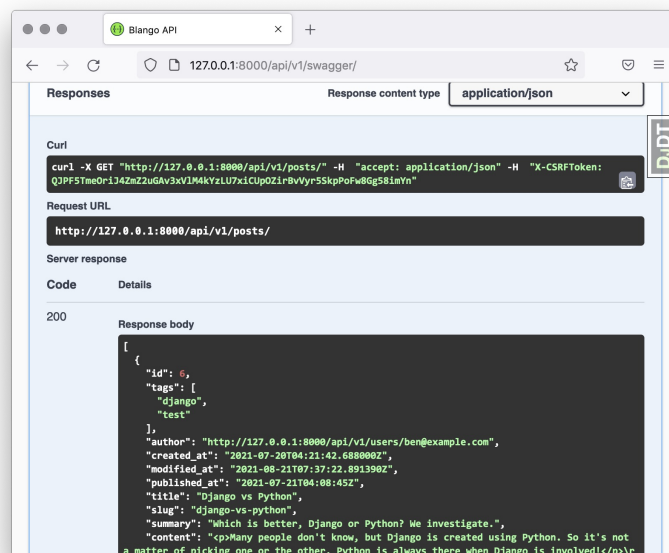 Blango API
127.0.0.1:8000/api/v1/swagger/
Responses Response content type application/json
DjDT
Curl
curl -X GET "http://127.0.0.1:8000/api/v1/posts/" -H  "accept: application/json" -H  "X-CSRFToken:
QJPF5TmeOriJ4ZmZ2uGAv3xVlM4kYzLU7xiCUpOZirBvVyr5SkpPoFw8Gg58imYn"
Request URL
http://127.0.0.1:8000/api/v1/posts/
Server response
Code Details
200
Response body
[
  {
    "id": 6,
    "tags": [
      "django",
      "test"
    ],
    "author": "http://127.0.0.1:8000/api/v1/users/ben@example.com",
    "created_at": "2021-07-20T04:21:42.688000Z",
    "modified_at": "2021-08-21T07:37:22.891390Z",
    "published_at": "2021-07-21T04:08:45Z",
    "title": "Django vs Python",
    "slug": "django-vs-python",
    "summary": "Which is better, Django or Python? We investigate.",
    "content": "<p>Many people don't know, but Django is created using Python. So it's not
a matter of picking one or the other, Python is always there when Django is involved!</p>\r